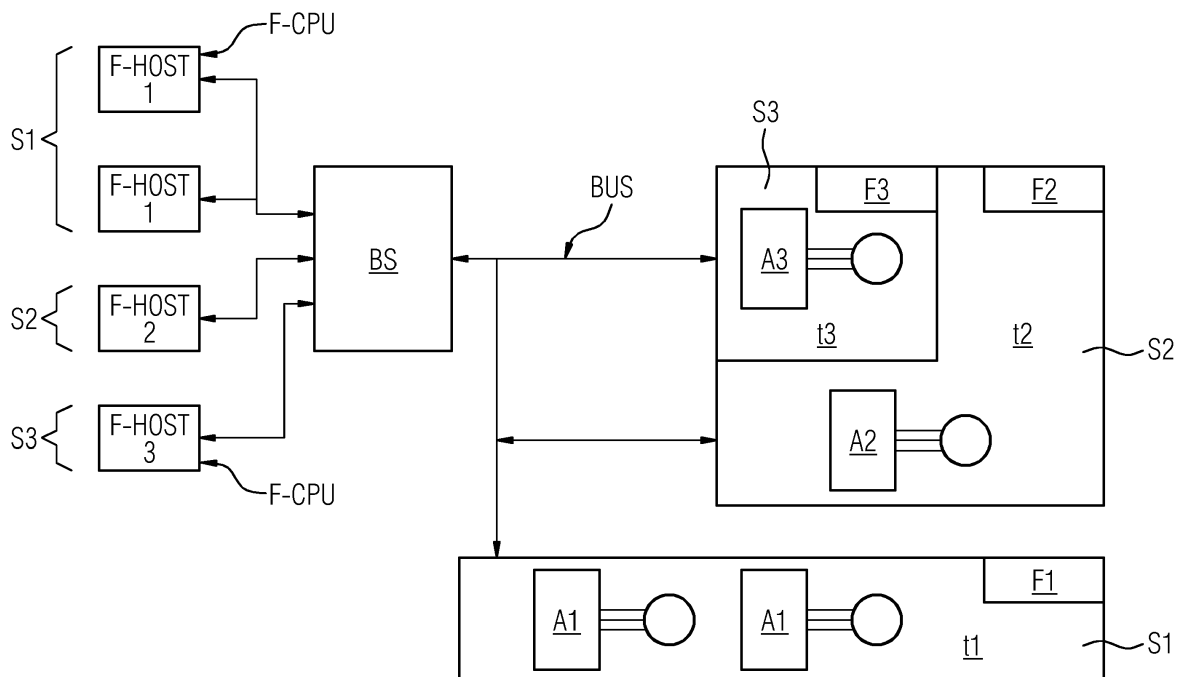 F-CPU
F-HOST
1
S1
S3
F-HOST
1
BUS
F3
F2
A3
BS
S2
F-HOST
2
t3
t2
S2
S3
F-HOST
3
A2
F-CPU
F1
A1
A1
t1
S1